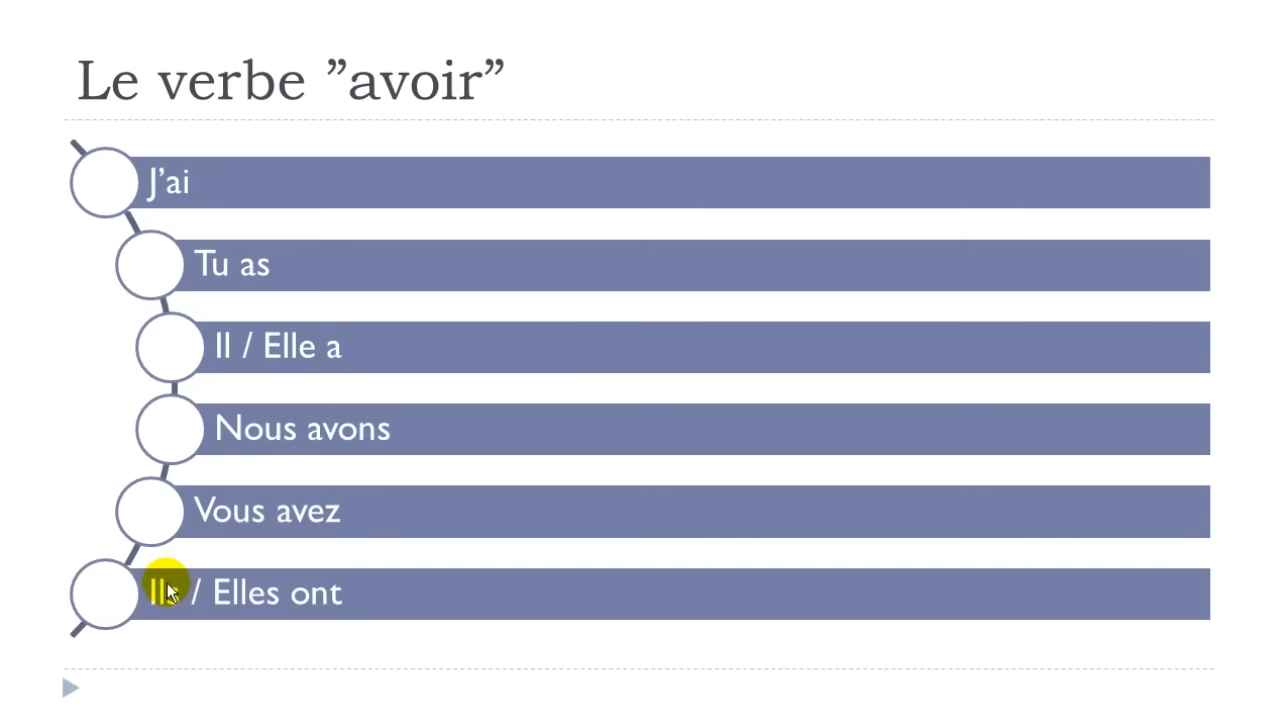 Le verbe ”avoir”
J’ai
Tu as
Il / Elle a
Nous avons
Vous avez
Ils / Elles ont